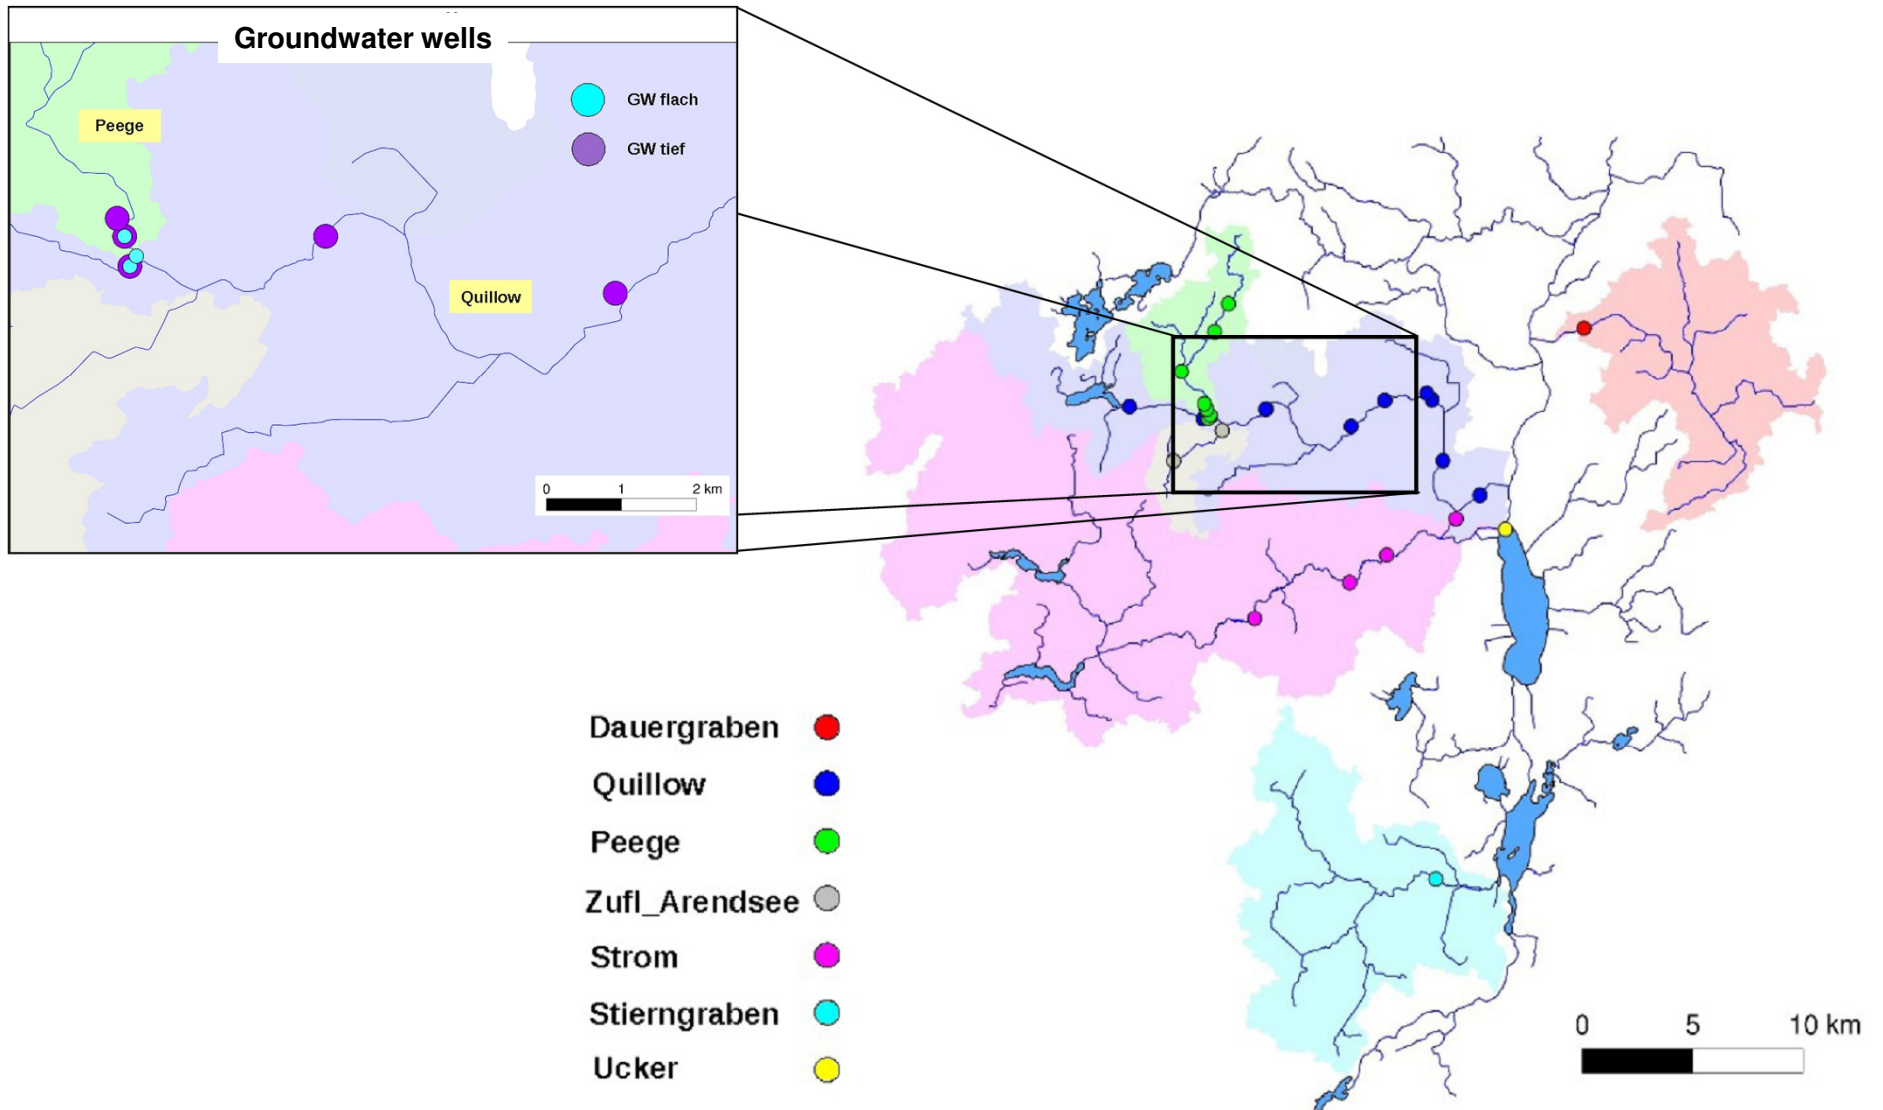 Groundwater wells
GW flach
GW tief
Peege
Quillow
0 1 2 km
Dauergraben
Quillow
Peege
Zufl_Arendsee
Strom
Stierngraben
Ucker
0 5 10 km